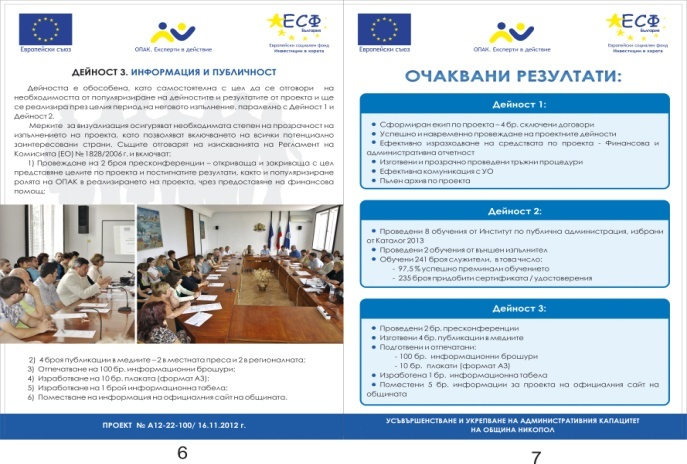 Европейски съюз
ОПАК. Експерти в действие
ЕСФ
България
Европейски социален фонд
Инвестиции в хората
ДЕЙНОСТ 3. ИНФОРМАЦИЯ И ПУБЛИЧНОСТ
Дейността е обособена, като самостоятелна с цел да се отговори на
необходимостта от популяризиране на дейностите и резултатите от проекта и ще
се реализира през целия период на неговото изпълнение, паралелно с Дейност 1 и
Дейност 2.
Мерките за визуализация осигуряват необходимата степен на прозрачност на
изпълнението на проекта, като позволяват включването на всички потенциално
заинтересовани страни. Същите отговарят на изискванията на Регламент на
Комисията (ЕО) № 1828/2006 г. и включват:
1) Провеждане на 2 броя пресконференции – откриваща и закриваща с цел
представяне целите по проекта и постигнатите резултати, както и популяризиране
ролята на ОПАК в реализирането на проекта, чрез предоставяне на финансова
помощ;
2) 4 броя публикации в медиите – 2 в местната преса и 2 в регионалната;
3) Отпечатване на 100 бр. информационни брошури;
4) Изработване на 10 бр. плаката (формат А3);
5) Изработване на 1 брой информационна табела;
6) Поместване на информация на официалния сайт на общината.
ПРОЕКТ № А12-22-100/ 16.11.2012 г.
6
Европейски съюз
ОПАК. Експерти в действие
ЕСФ
България
Европейски социален фонд
Инвестиции в хората
ОЧАКВАНИ РЕЗУЛТАТИ:
Дейност 1:
Сформиран екип по проекта – 4 бр. сключени договори
Успешно и навременно провеждане на проектните дейности
Ефективно изразходване на средствата по проекта - Финансова и
административна отчетност
Изготвени и прозрачно проведени тръжни процедури
Ефективна комуникация с УО
Пълен архив по проекта
Дейност 2:
Проведени 8 обучения от Институт по публична администрация, избрани
от Каталог 2013
Проведени 2 обучения от външен изпълнител
Обучени 241 броя служители, в това число:
- 97,5 % успешно преминали обучението
- 235 броя придобити сертификата / удостоверения
Дейност 3:
Проведени 2 бр. пресконференции
Изготвени 4 бр. публикации в медиите
Подготвени и отпечатани:
- 100 бр. информационни брошури
- 10 бр. плакати (формат А3)
Изработена 1 бр. информационна табела
Поместени 5 бр. информации за проекта на официалния сайт на
общината
УСЪВЪРШЕНСТВАНЕ И УКРЕПВАНЕ НА АДМИНИСТРАТИВНИЯ КАПАЦИТЕТ
НА ОБЩИНА НИКОПОЛ
7